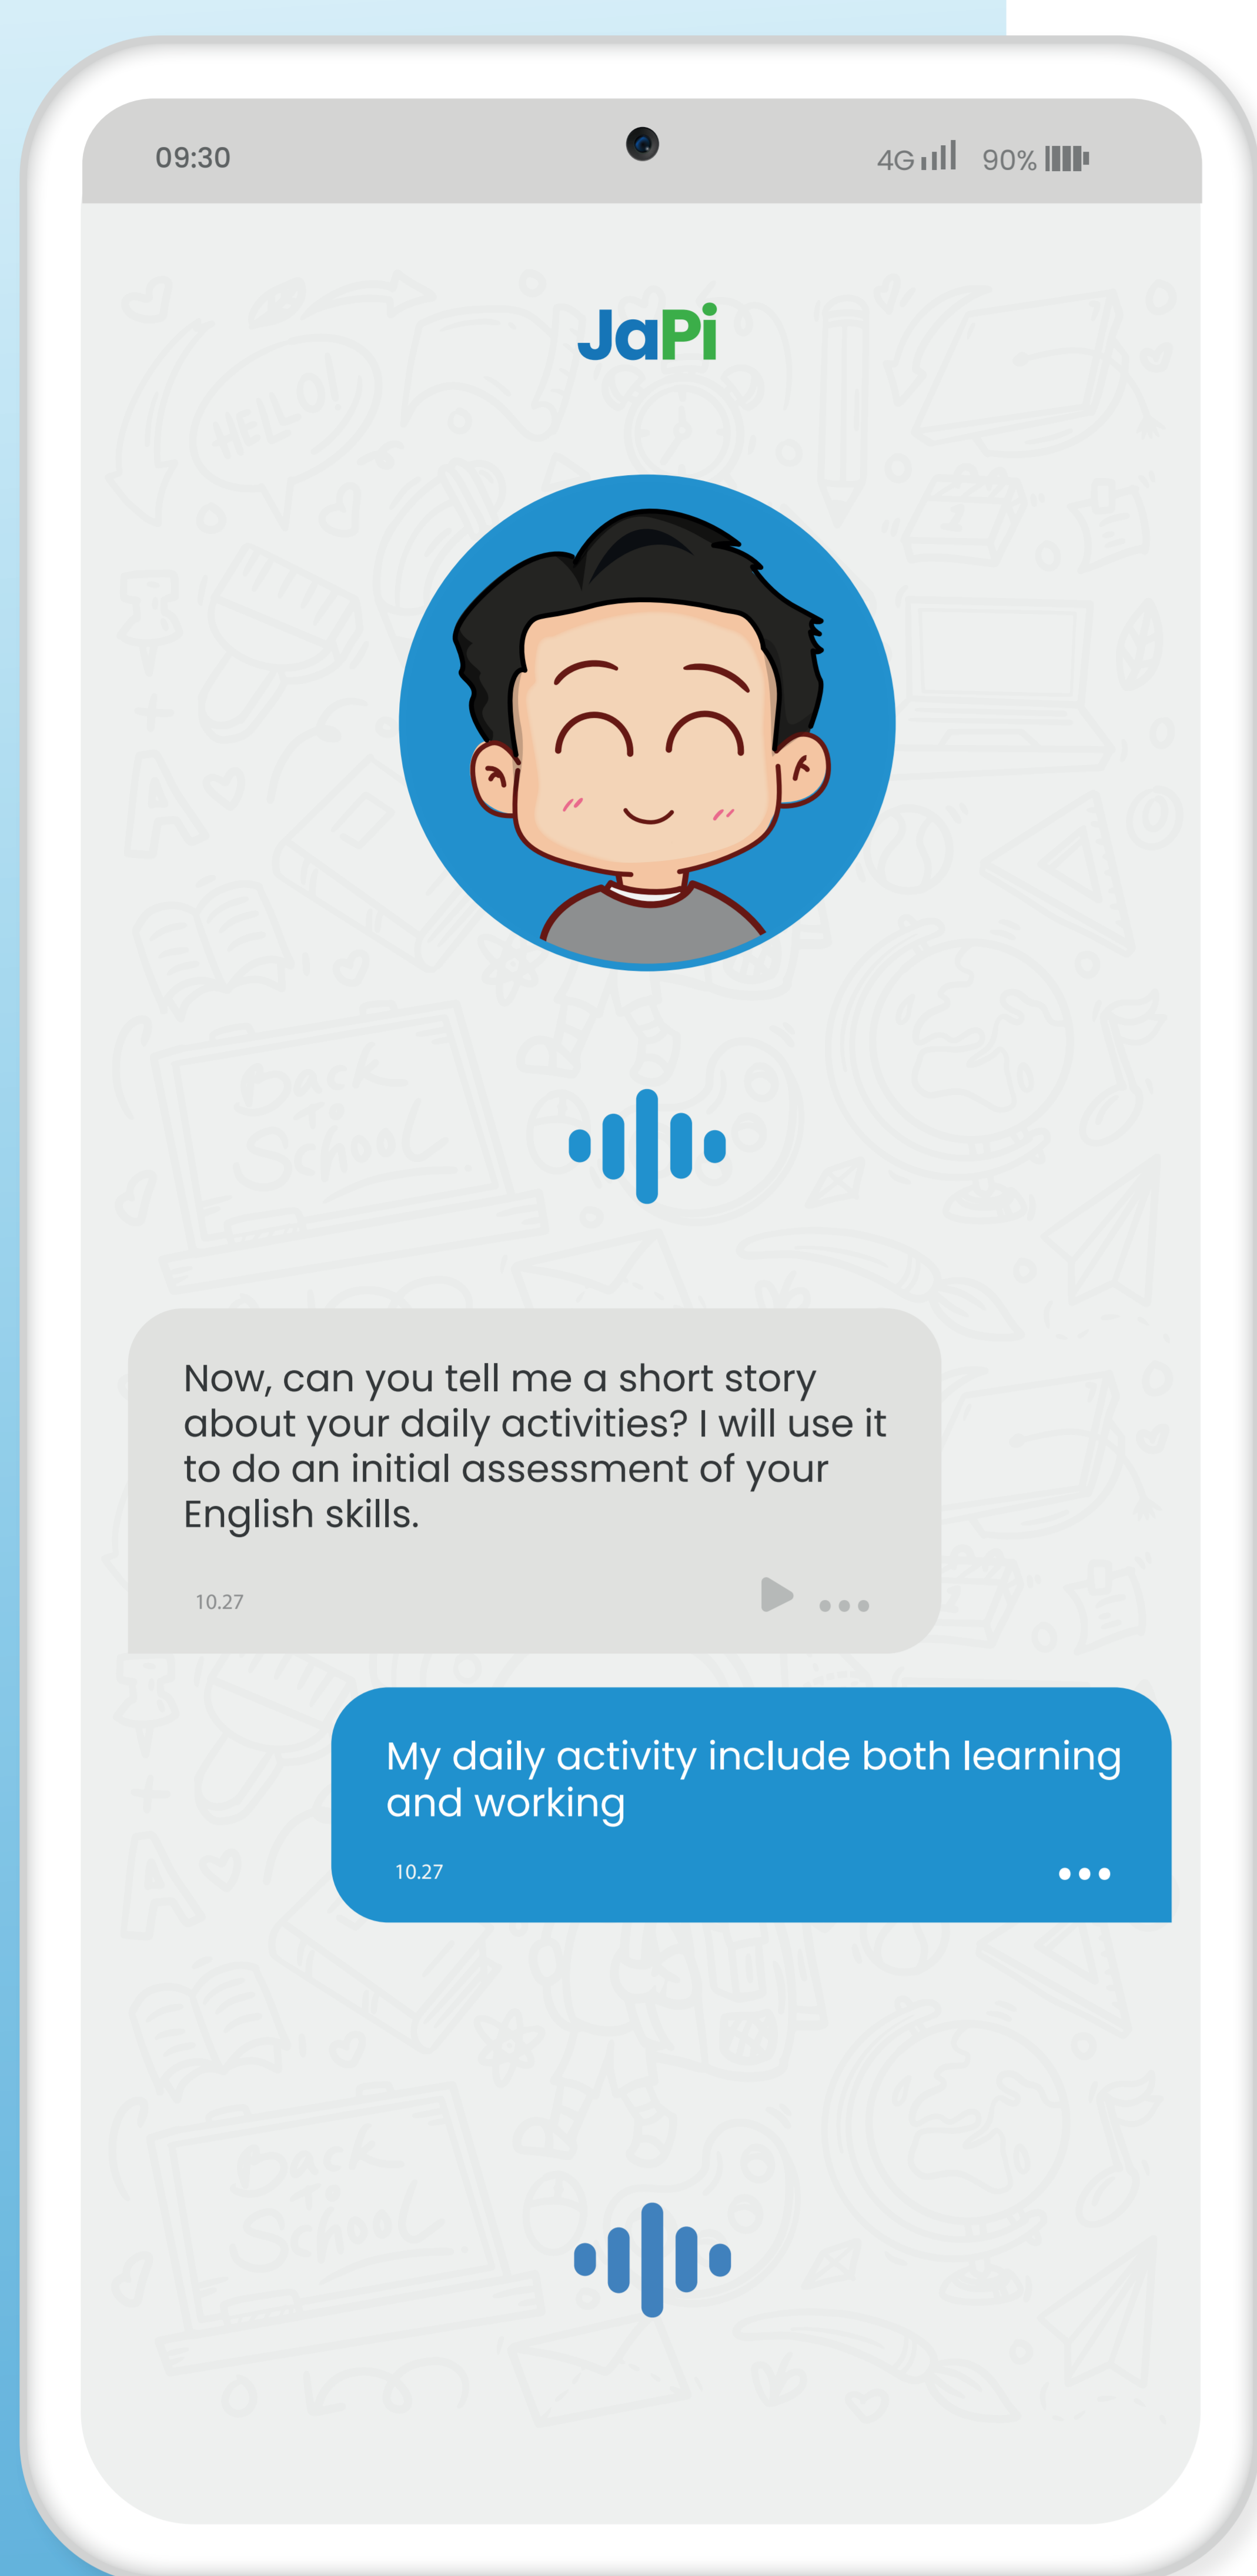 09:30
4G 90%
JaPi
HELLO!
1
A
Back
To
School
Now, can you tell me a short story
about your daily activities? I will use it
to do an initial assessment of your
English skills.
10.27
My daily activity include both learning
and working
10.27
A
Back
To
School